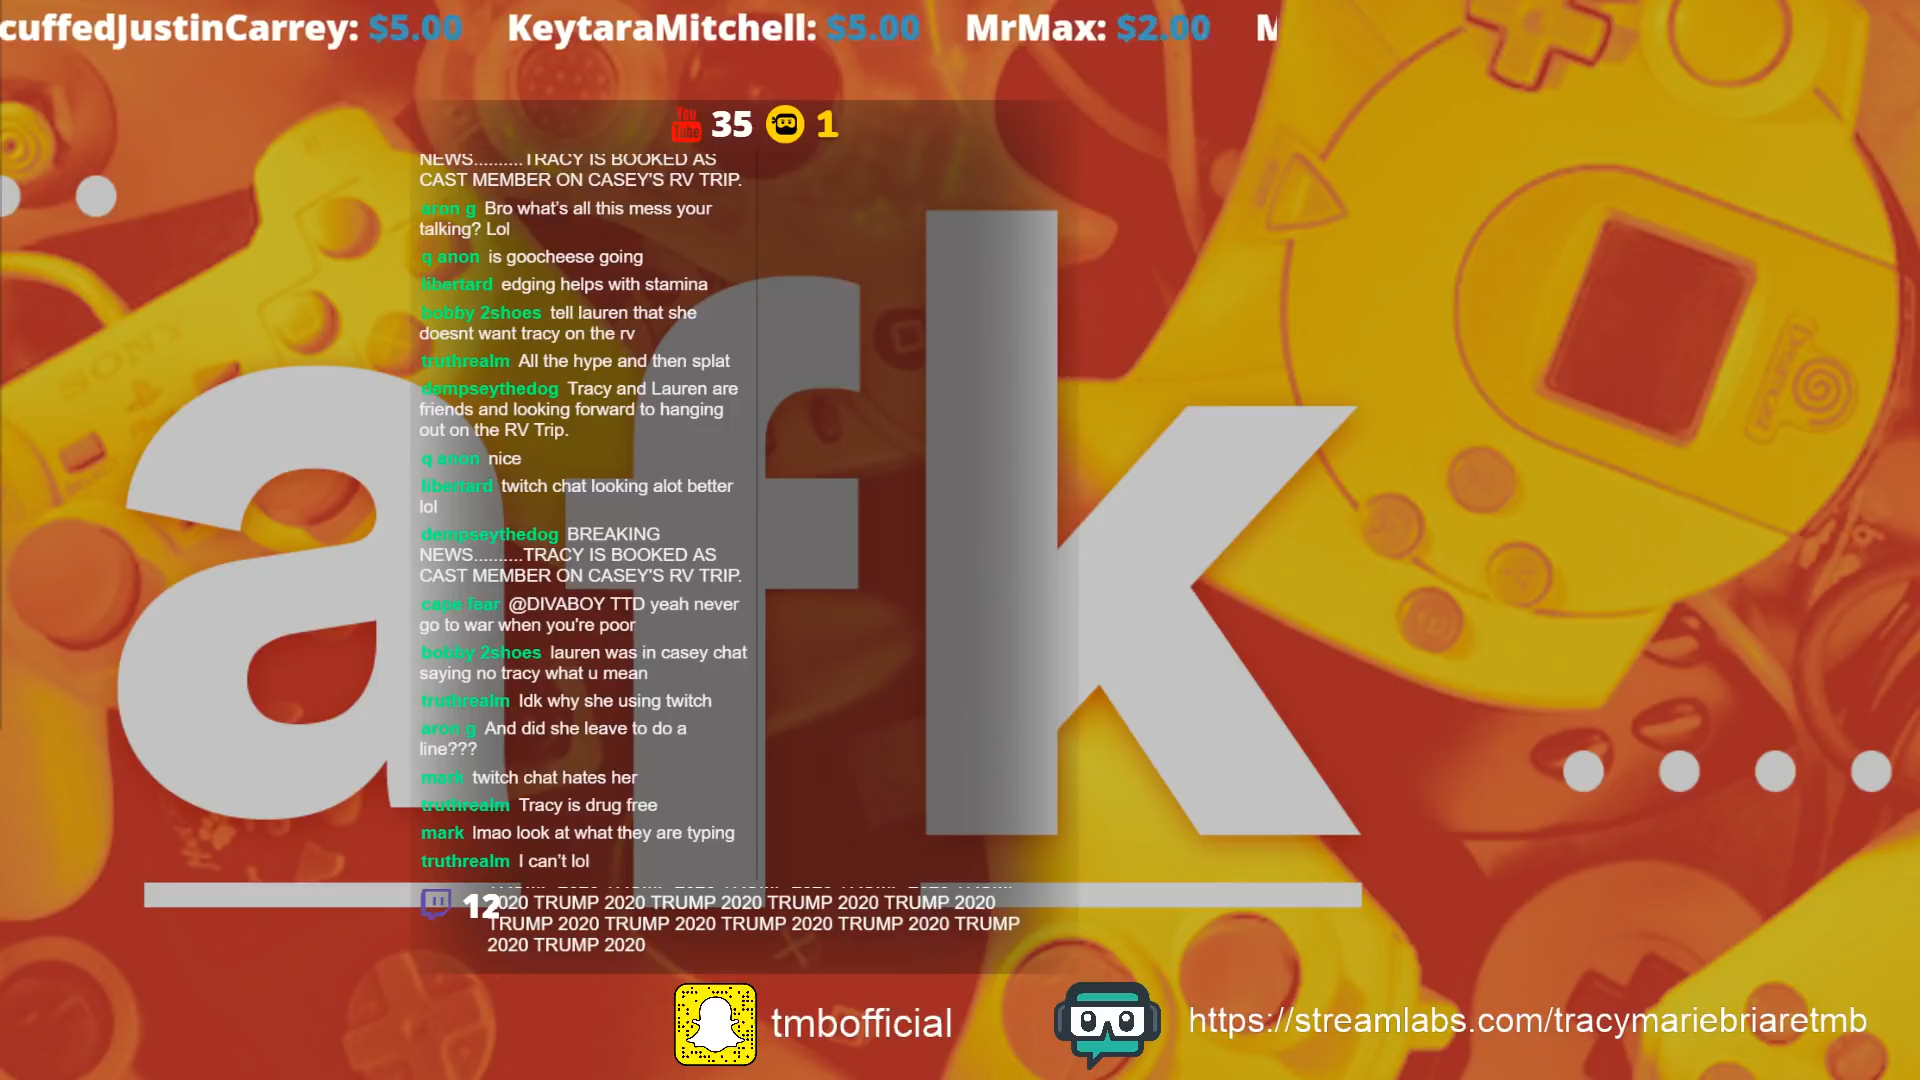 cuffedJustinCarrey: $5.00 KeytaraMitchell: $5.00 MrMax: $2.00 M
You Tube 35 1
NEWS..........TRACY IS BOOKED AS
CAST MEMBER ON CASEY'S RV TRIP.
aron g Bro what's all this mess your
talking? Lol
q anon is goocheese going
libertard edging helps with stamina
bobby 2shoes tell lauren that she
doesnt want tracy on the rv
truthrealm All the hype and then splat
dempseythedog Tracy and Lauren are
friends and looking forward to hanging
out on the RV Trip.
q anon nice
libertard twitch chat looking alot better
lol
dempseythedog BREAKING
NEWS..........TRACY IS BOOKED AS
CAST MEMBER ON CASEY'S RV TRIP.
cape fear @DIVABOY TTD yeah never
go to war when you're poor
bobby 2shoes lauren was in casey chat
saying no tracy what u mean
truthrealm Idk why she using twitch
aron g And did she leave to do a
line???
mark twitch chat hates her
truthrealm Tracy is drug free
mark lmao look at what they are typing
truthrealm I can't lol
afk
SONY
Dreamcast
12
2020 TRUMP 2020 TRUMP 2020 TRUMP 2020 TRUMP 2020
TRUMP 2020 TRUMP 2020 TRUMP 2020 TRUMP 2020 TRUMP
2020 TRUMP 2020
tmbofficial
https://streamlabs.com/tracymariebriaretmb